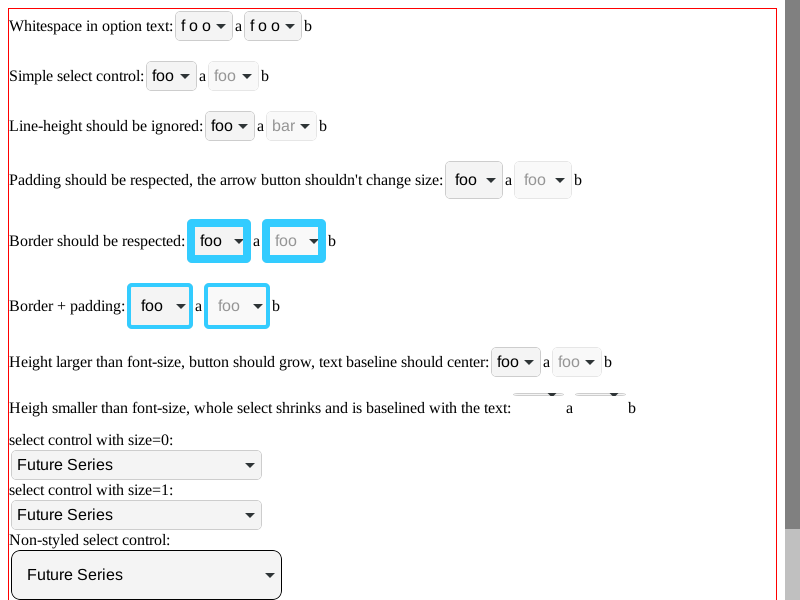 Whitespace in option text: f o o a f o o b
Simple select control: foo a foo b
Line-height should be ignored: foo a bar b
Padding should be respected, the arrow button shouldn't change size: foo a foo b
Border should be respected: foo a foo b
Border + padding: foo a foo b
Height larger than font-size, button should grow, text baseline should center: foo a foo b
Heigh smaller than font-size, whole select shrinks and is baselined with the text: a b
select control with size=0:
Future Series
select control with size=1:
Future Series
Non-styled select control:
Future Series